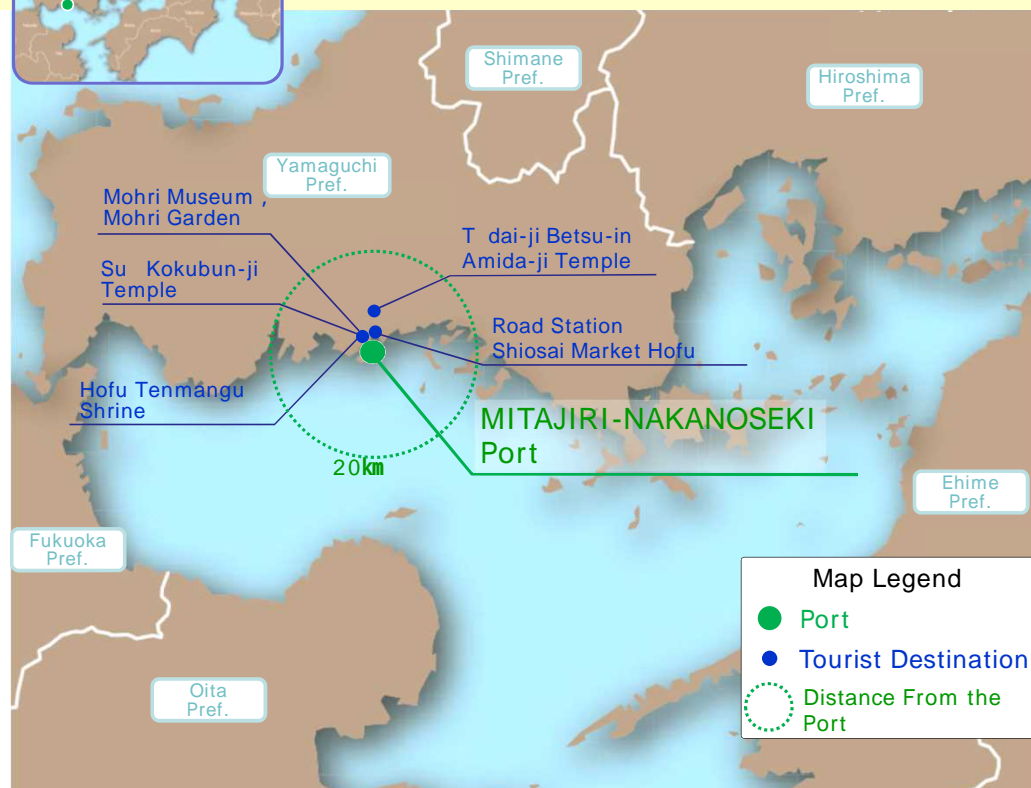 Shimane
Pref.
Hiroshima
Pref.
Yamaguchi
Pref.
Mohri Museum ,
Mohri Garden
T dai-ji Betsu-in
Amida-ji Temple
Su Kokubun-ji
Temple
Road Station
Shiosai Market Hofu
Hofu Tenmangu
Shrine
MITAJIRI-NAKANOSEKI
Port
20km
Ehime
Pref.
Fukuoka
Pref.
Oita
Pref.
Map Legend
Port
Tourist Destination
Distance From the
Port